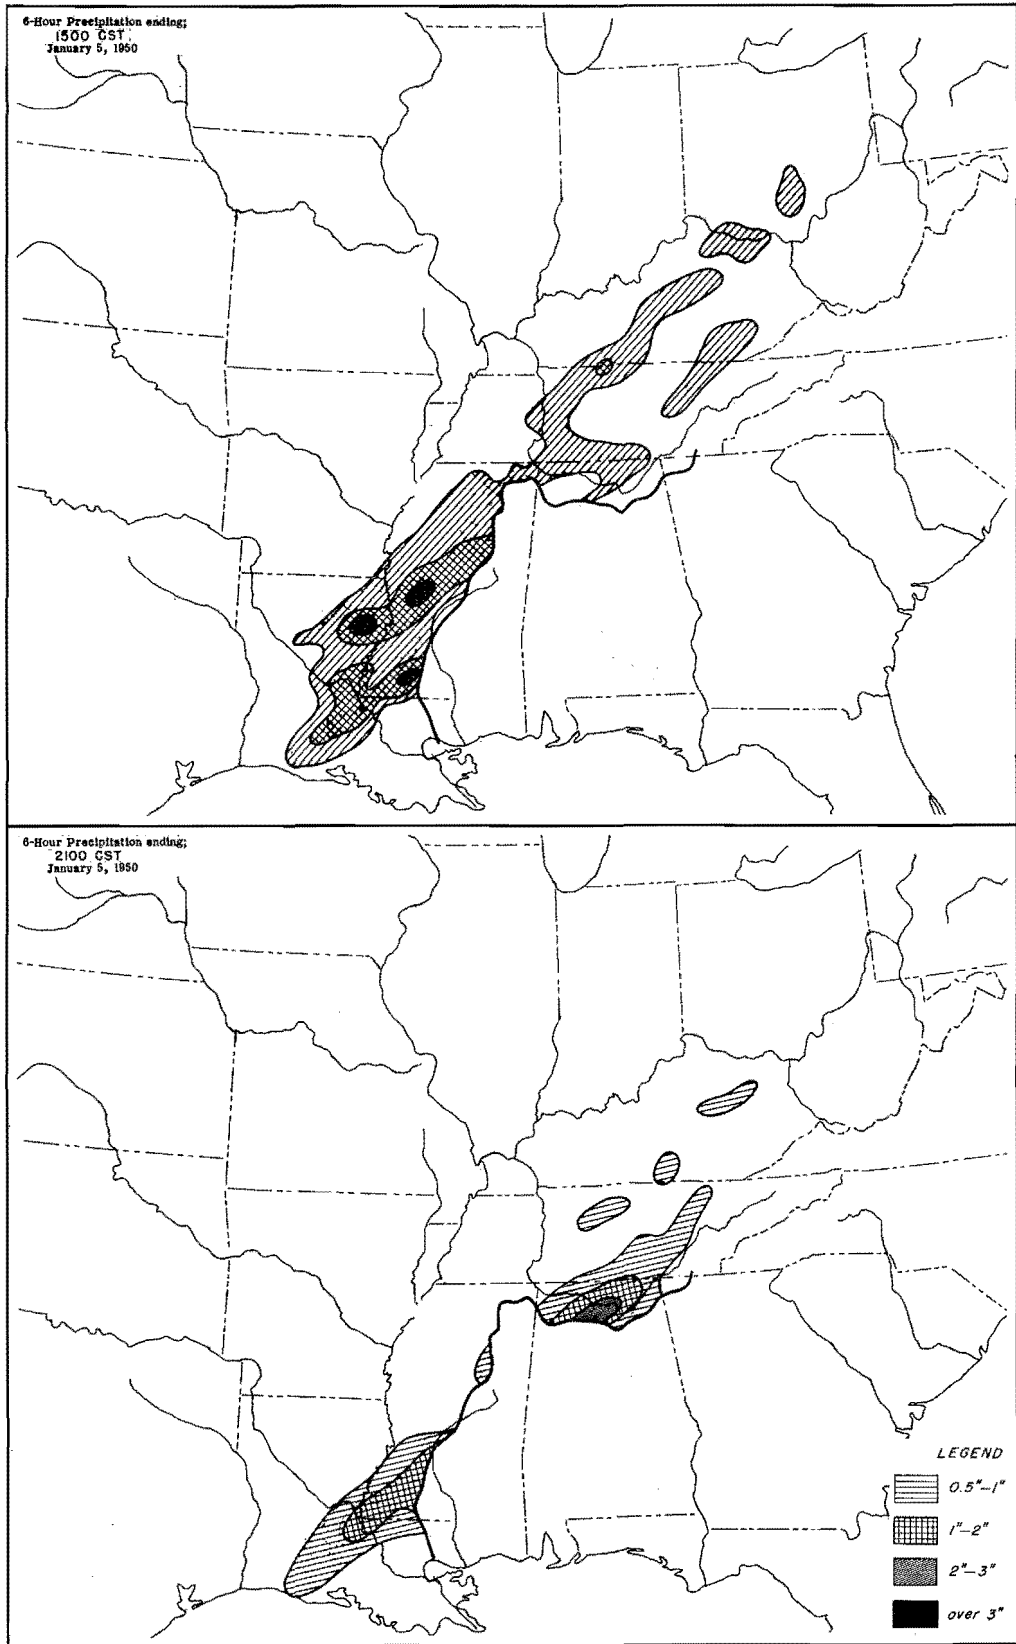 6-Hour Precipitation ending;
1500 CST
January 5, 1950
6-Hour Precipitation ending;
2100 CST
January 5, 1950
LEGEND
0.5"–1"
1"–2"
2"–3"
over 3"